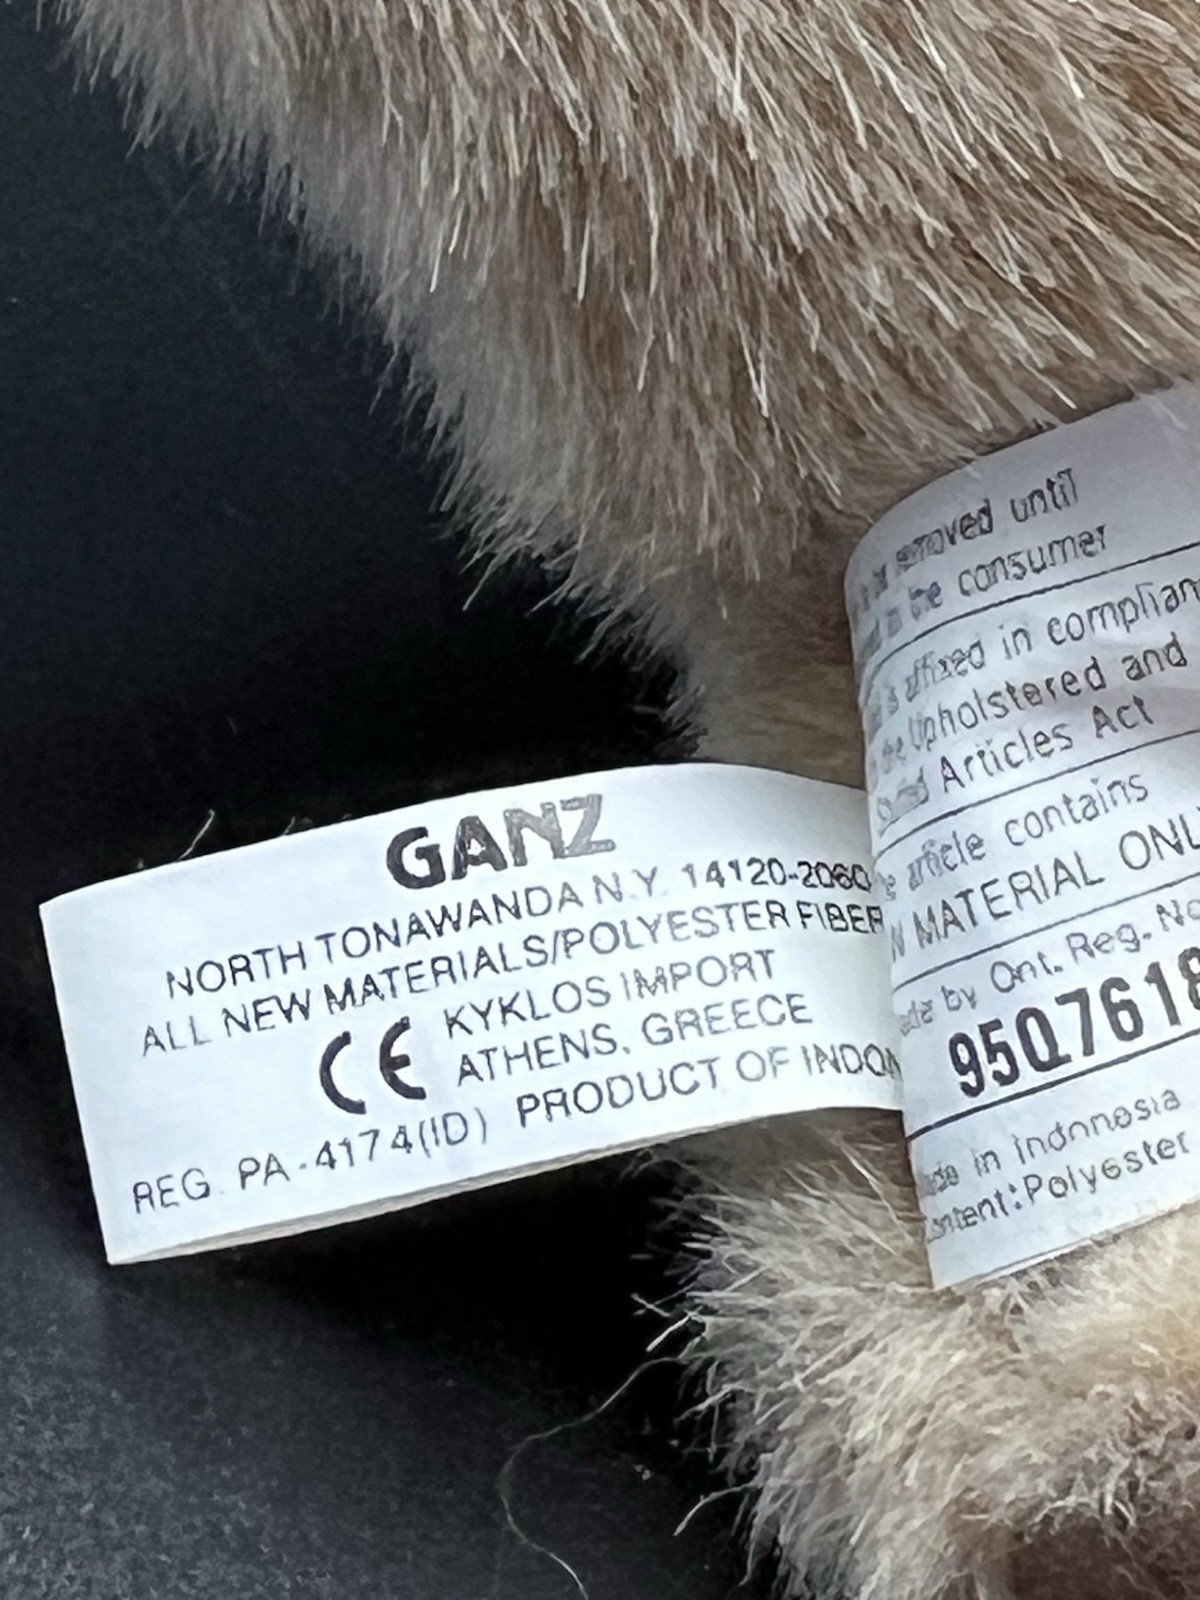 GANZ
NORTH TONAWANDA N.Y. 14120-2060
ALL NEW MATERIALS/POLYESTER FIBER
CE
KYKLOS IMPORT
ATHENS, GREECE
REG. PA-4174(ID) PRODUCT OF INDON
removed until
the consumer
affixed in complian
Upholstered and
Articles Act
article contains
MATERIAL ONL
by Ont. Reg. No
95Q7618
in Indonesia
Content:Polyester